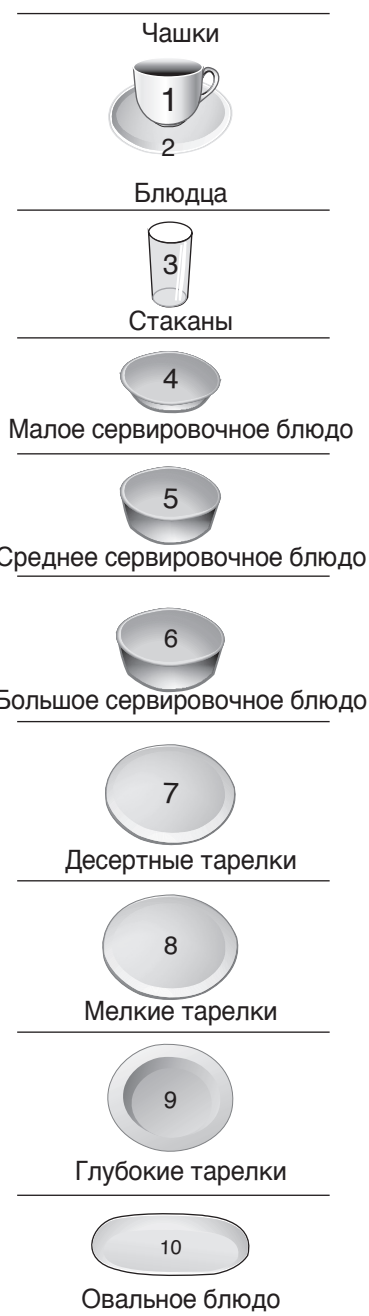 Чашки
1
2
Блюдца
3
Стаканы
4
Малое сервировочное блюдо
5
Среднее сервировочное блюдо
6
Большое сервировочное блюдо
7
Десертные тарелки
8
Мелкие тарелки
9
Глубокие тарелки
10
Овальное блюдо